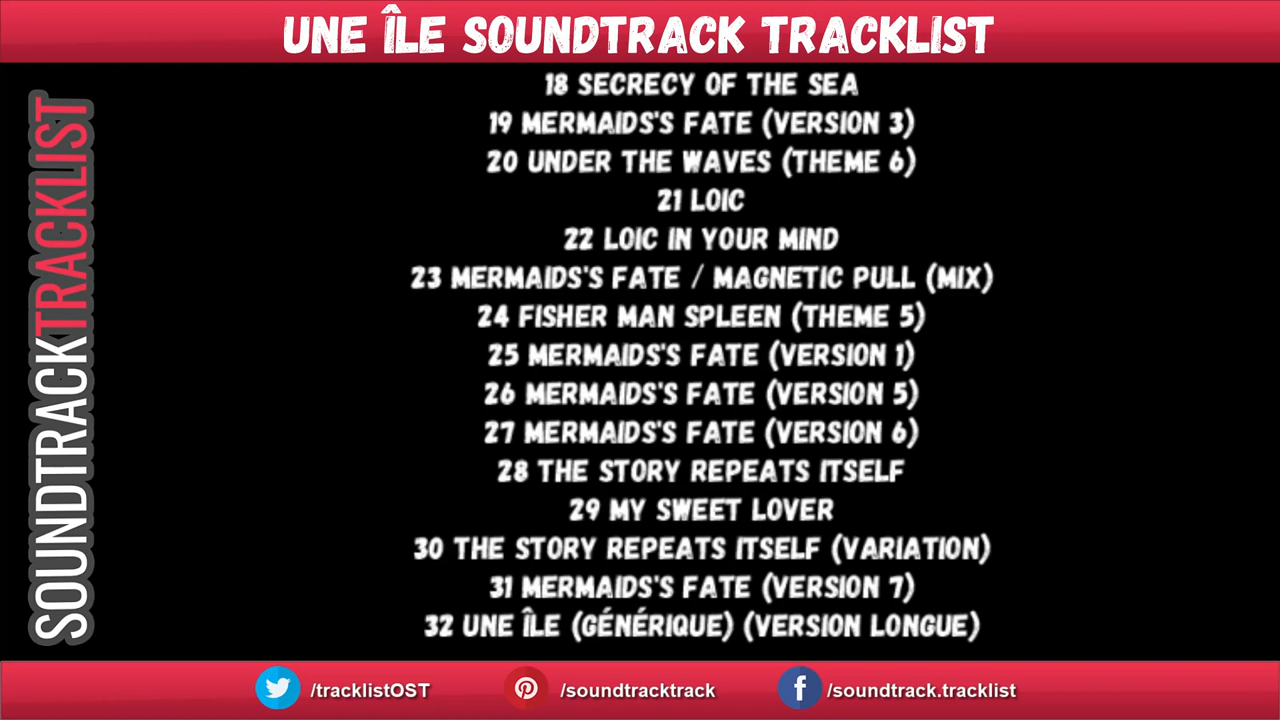 UNE ÎLE SOUNDTRACK TRACKLIST
SOUNDTRACKTRACKLIST
18 SECRECY OF THE SEA
19 MERMAIDS'S FATE (VERSION 3)
20 UNDER THE WAVES (THEME 6)
21 LOIC
22 LOIC IN YOUR MIND
23 MERMAIDS'S FATE / MAGNETIC PULL (MIX)
24 FISHER MAN SPLEEN (THEME 5)
25 MERMAIDS'S FATE (VERSION 1)
26 MERMAIDS'S FATE (VERSION 5)
27 MERMAIDS'S FATE (VERSION 6)
28 THE STORY REPEATS ITSELF
29 MY SWEET LOVER
30 THE STORY REPEATS ITSELF (VARIATION)
31 MERMAIDS'S FATE (VERSION 7)
32 UNE ÎLE (GÉNÉRIQUE) (VERSION LONGUE)
/tracklistOST /soundtracktrack /soundtrack.tracklist